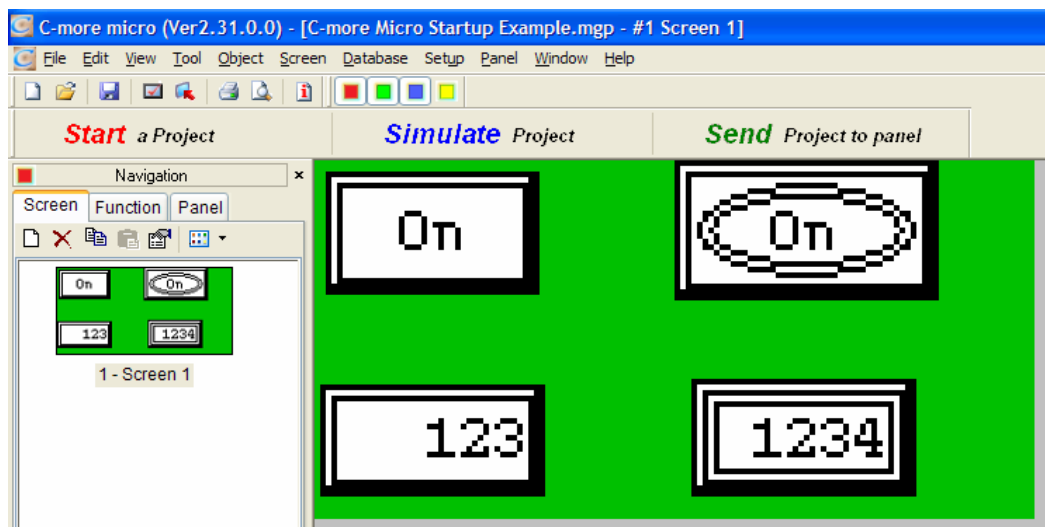 C-more micro (Ver2.31.0.0) - [C-more Micro Startup Example.mgp - #1 Screen 1]
File Edit View Tool Object Screen Database Setup Panel Window Help
Start a Project Simulate Project Send Project to panel
Navigation
Screen Function Panel
On On
123 1234
1 - Screen 1
On On
123 1234